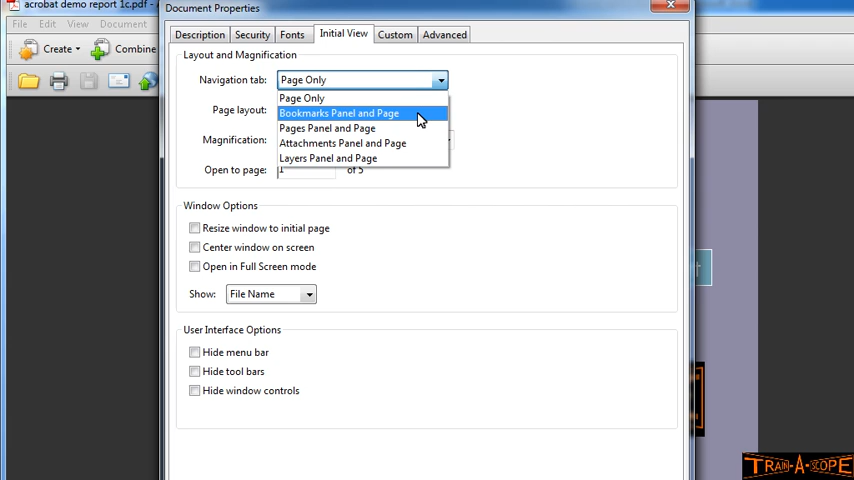 acrobat demo report 1c.pdf
Document Properties
File Edit View Document
Create
Combine
Description Security Fonts Initial View Custom Advanced
Layout and Magnification
Navigation tab: Page Only
Page Only
Page layout: Bookmarks Panel and Page
Pages Panel and Page
Magnification: Attachments Panel and Page
Layers Panel and Page
Open to page: 1 of 5
Window Options
Resize window to initial page
Center window on screen
Open in Full Screen mode
Show: File Name
User Interface Options
Hide menu bar
Hide tool bars
Hide window controls
TRAIN-A-SCOPE